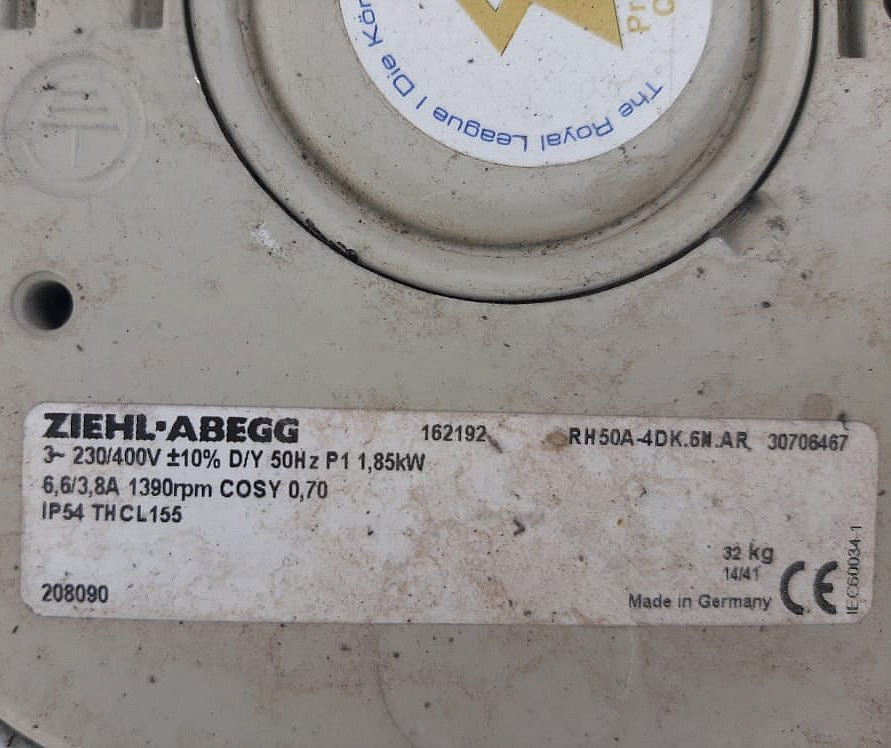 Die Kön
The Royal League |
Pr
ZIEHL-ABEGG 162192 RH50A-4DK.6N.AR 30706467
3~ 230/400V ±10% D/Y 50Hz P1 1,85kW
6,6/3,8A 1390rpm COSY 0,70
IP54 THCL155
32 kg
14/41
208090
Made in Germany
CE
IEC60034-1